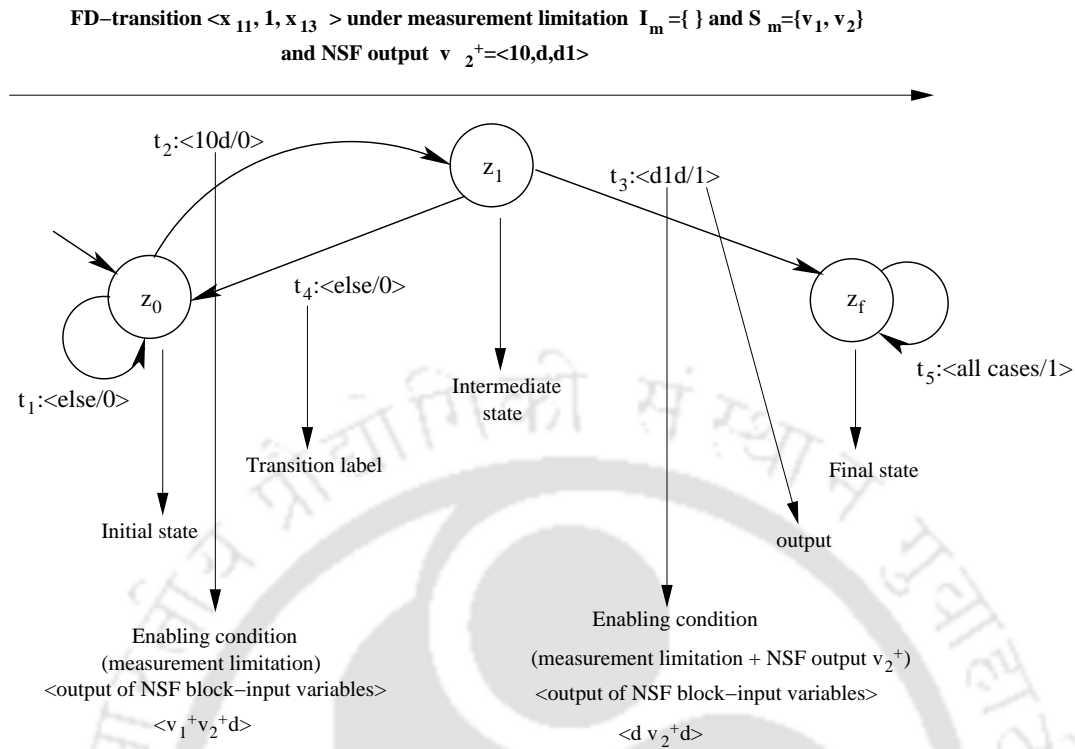 FD−transition <x 11, 1, x 13 > under measurement limitation I m ={ } and S m={v1, v2}
and NSF output v 2+=<10,d,d1>
t2:<10d/0>
z1
t3:<d1d/1>
z0
t4:<else/0>
zf
t1:<else/0>
t5:<all cases/1>
Intermediate
state
Transition label
Final state
Initial state
output
Enabling condition
(measurement limitation)
<output of NSF block−input variables>
<v1+v2+d>
Enabling condition
(measurement limitation + NSF output v2+)
<output of NSF block−input variables>
<d v2+d>